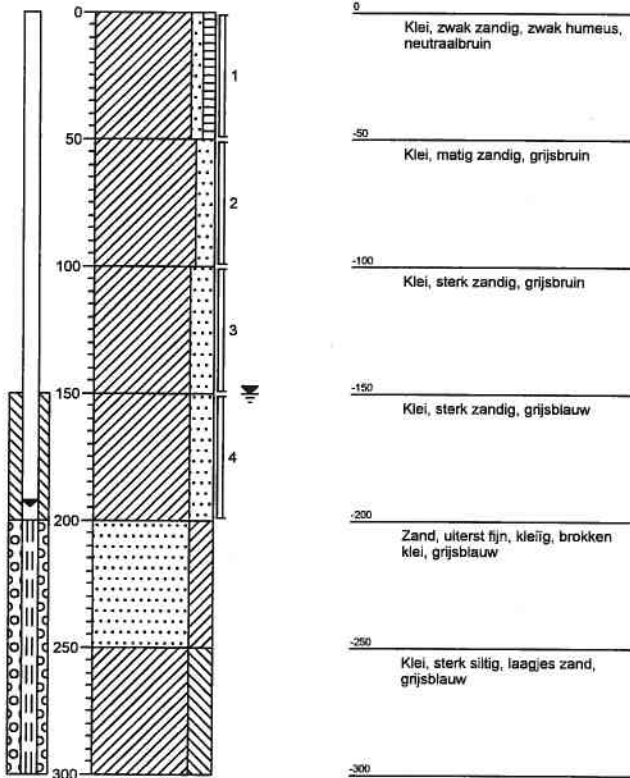 0
50
100
150
200
250
300
1
2
3
4
0
Klei, zwak zandig, zwak humeus,
neutraalbruin
-50
Klei, matig zandig, grijsbruin
-100
Klei, sterk zandig, grijsbruin
-150
Klei, sterk zandig, grijsblauw
-200
Zand, uiterst fijn, kleiïg, brokken
klei, grijsblauw
-250
Klei, sterk siltig, laagjes zand,
grijsblauw
-300